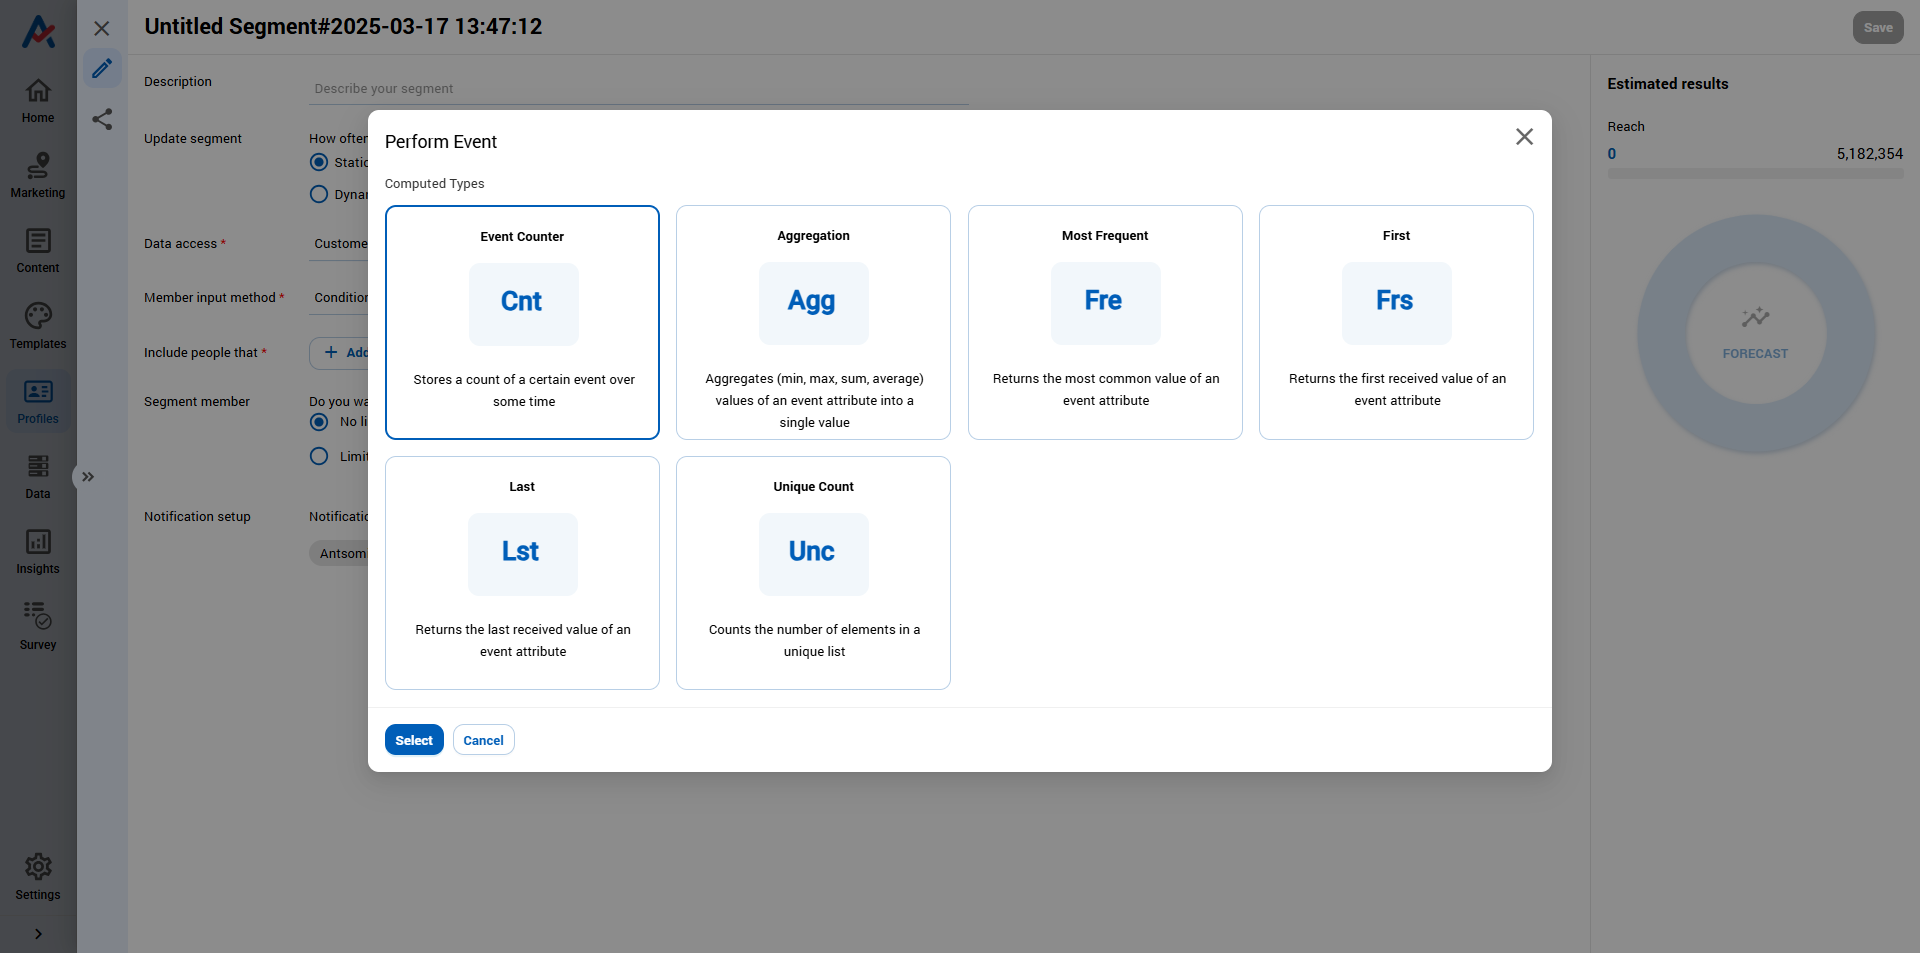 Untitled Segment#2025-03-17 13:47:12
Save
Home
Marketing
Content
Templates
Profiles
Data
Insights
Survey
Settings
Description
Describe your segment
Update segment
How often
Static
Dynam
Data access *
Custome
Member input method *
Condition
Include people that *
Add
Segment member
Do you wa
No li
Limit
Notification setup
Notificatio
Antsom
Perform Event
Computed Types
Event Counter
Cnt
Stores a count of a certain event over
some time
Aggregation
Agg
Aggregates (min, max, sum, average)
values of an event attribute into a
single value
Most Frequent
Fre
Returns the most common value of an
event attribute
First
Frs
Returns the first received value of an
event attribute
Last
Lst
Returns the last received value of an
event attribute
Unique Count
Unc
Counts the number of elements in a
unique list
Select
Cancel
Estimated results
Reach
0
5,182,354
FORECAST